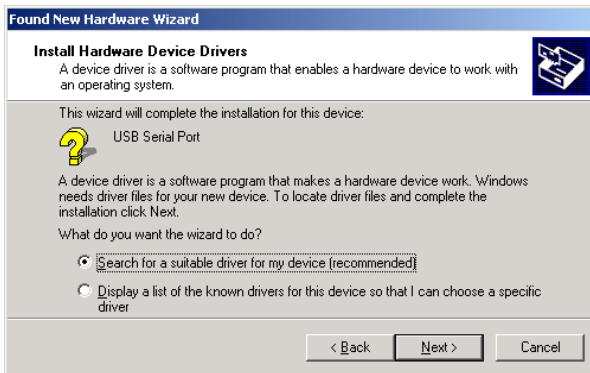 Found New Hardware Wizard
Install Hardware Device Drivers
A device driver is a software program that enables a hardware device to work with
an operating system.
This wizard will complete the installation for this device:
USB Serial Port
A device driver is a software program that makes a hardware device work. Windows
needs driver files for your new device. To locate driver files and complete the
installation click Next.
What do you want the wizard to do?
Search for a suitable driver for my device (recommended)
Display a list of the known drivers for this device so that I can choose a specific
driver
< Back Next > Cancel